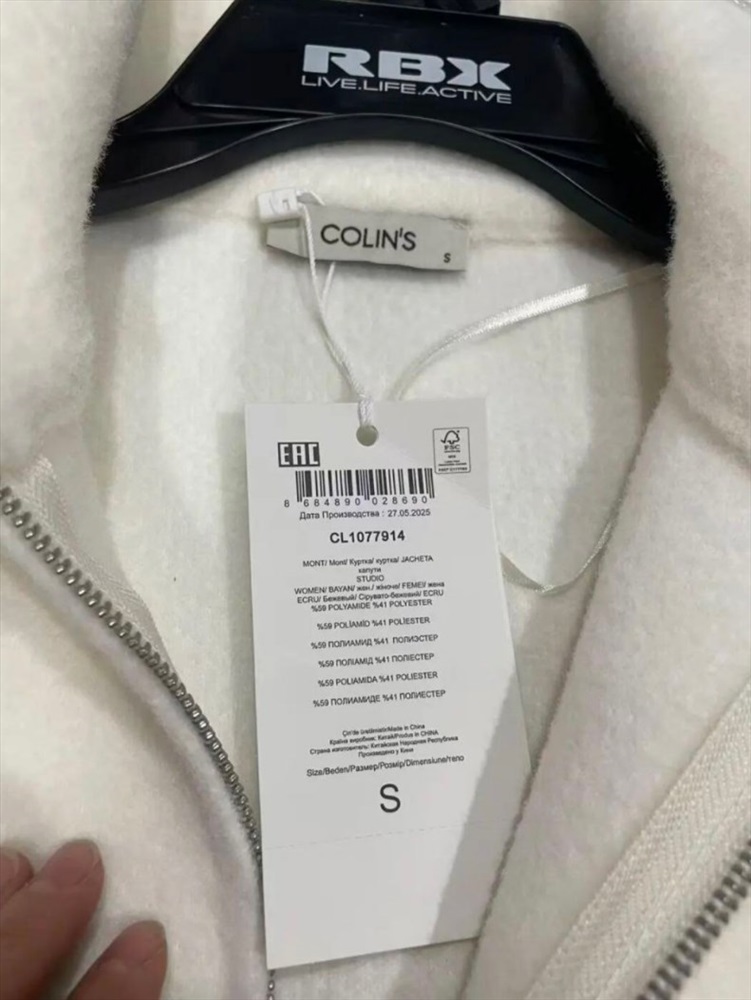 RBX
LIVE.LIFE.ACTIVE
COLIN'S
S
EAC
FSC
8 684890 028690
Дата Производства : 27.05.2025
CL1077914
MONT/ Mont/ Куртка/ куртка/ JACHETA
капути
STUDIO
WOMEN/ BAYAN/ жен./ жіноче/ FEMEI/ жена
ECRU/ Бежевый/ Сірувато-бежевий/ ECRU
%59 POLYAMIDE %41 POLYESTER
%59 POLİAMİD %41 POLİESTER
%59 ПОЛИАМИД %41 ПОЛИЭСТЕР
%59 ПОЛІАМІД %41 ПОЛІЕСТЕР
%59 POLIAMIDA %41 POLIESTER
%59 ПОЛИАМИДЕ %41 ПОЛИЕСТЕР
Çin'de üretilmiştir/Made in China
Країна виробник: Китай/Produs in CHINA
Страна изготовитель: Китайская Народная Республика
Произведено у Кини
Size/Beden/Размер/Розмір/Dimensiune/тело
S